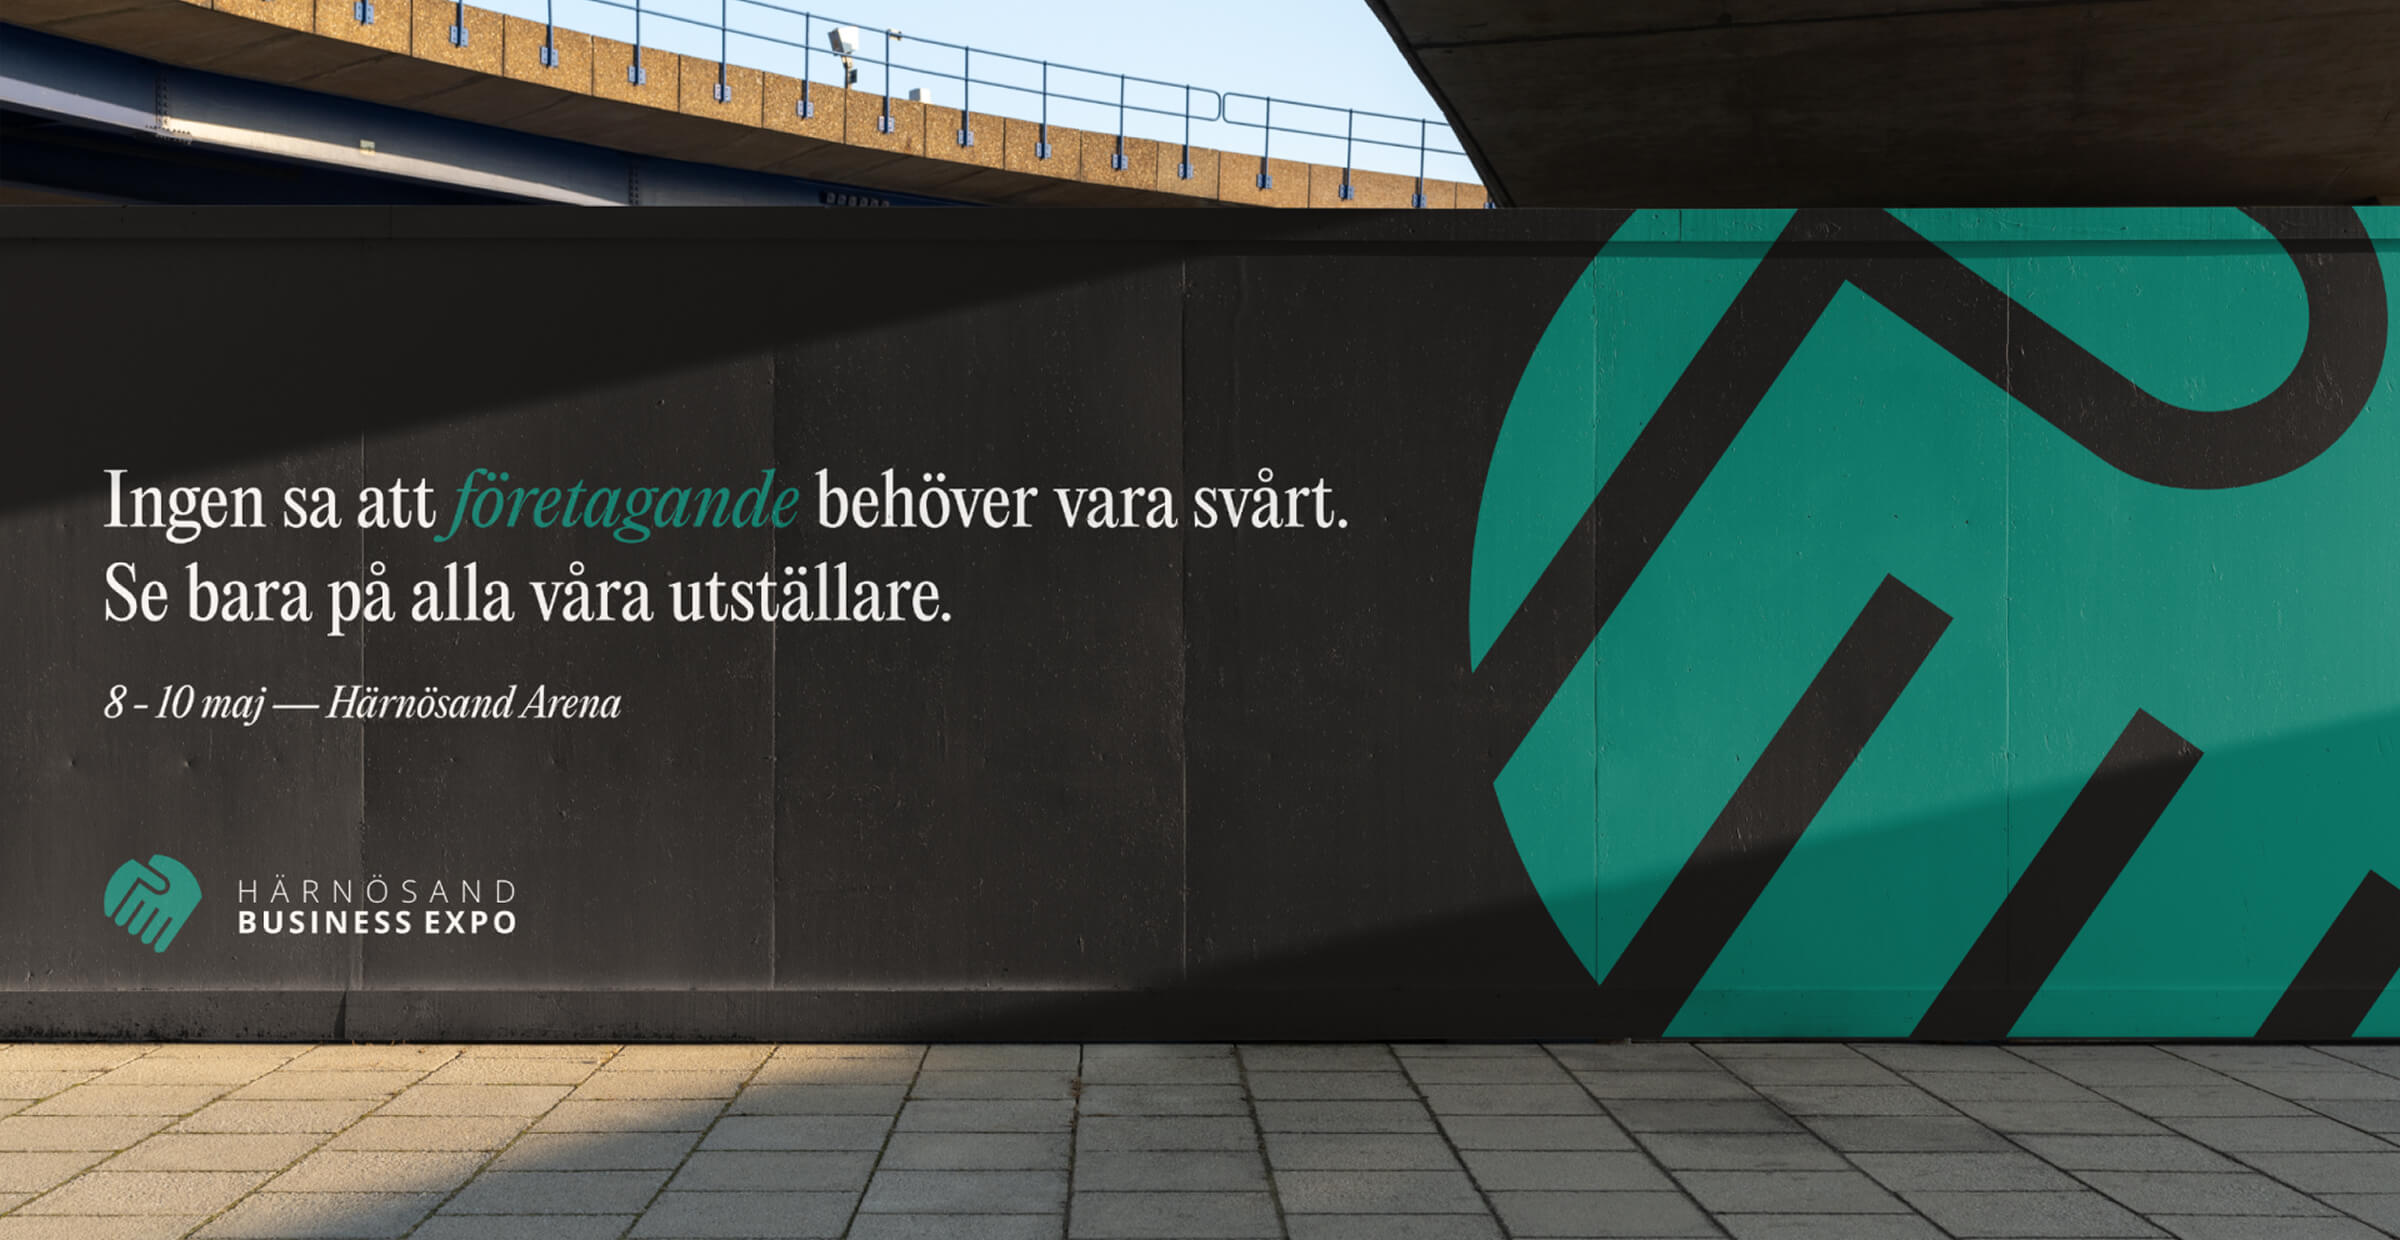 Ingen sa att företagande behöver vara svårt.
Se bara på alla våra utställare.
8 - 10 maj — Härnösand Arena
HÄRNÖSAND
BUSINESS EXPO